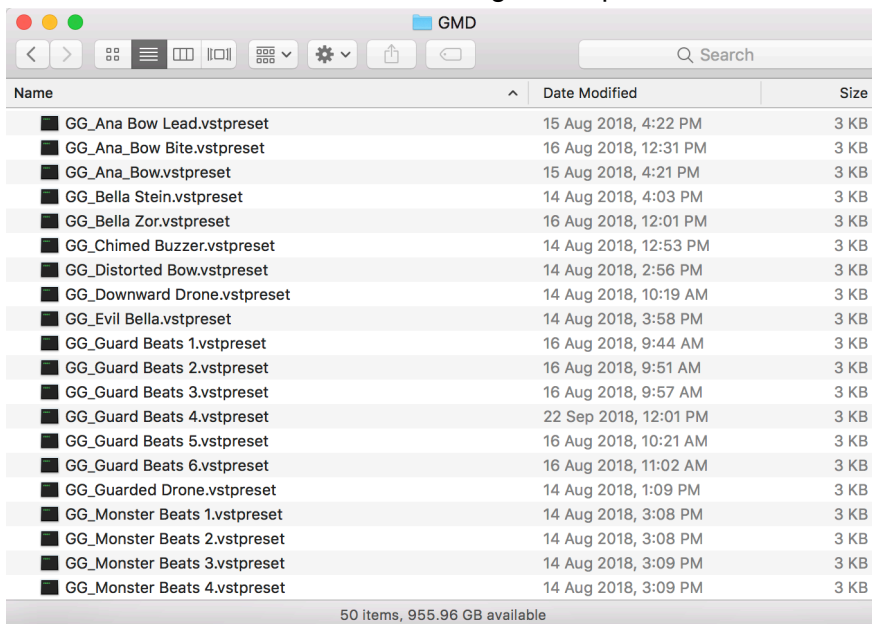 GMD
Search
Name Date Modified Size
GG_Ana Bow Lead.vstpreset 15 Aug 2018, 4:22 PM 3 KB
GG_Ana_Bow Bite.vstpreset 16 Aug 2018, 12:31 PM 3 KB
GG_Ana_Bow.vstpreset 15 Aug 2018, 4:21 PM 3 KB
GG_Bella Stein.vstpreset 14 Aug 2018, 4:03 PM 3 KB
GG_Bella Zor.vstpreset 16 Aug 2018, 12:01 PM 3 KB
GG_Chimed Buzzer.vstpreset 14 Aug 2018, 12:53 PM 3 KB
GG_Distorted Bow.vstpreset 14 Aug 2018, 2:56 PM 3 KB
GG_Downward Drone.vstpreset 14 Aug 2018, 10:19 AM 3 KB
GG_Evil Bella.vstpreset 14 Aug 2018, 3:58 PM 3 KB
GG_Guard Beats 1.vstpreset 16 Aug 2018, 9:44 AM 3 KB
GG_Guard Beats 2.vstpreset 16 Aug 2018, 9:51 AM 3 KB
GG_Guard Beats 3.vstpreset 16 Aug 2018, 9:57 AM 3 KB
GG_Guard Beats 4.vstpreset 22 Sep 2018, 12:01 PM 3 KB
GG_Guard Beats 5.vstpreset 16 Aug 2018, 10:21 AM 3 KB
GG_Guard Beats 6.vstpreset 16 Aug 2018, 11:02 AM 3 KB
GG_Guarded Drone.vstpreset 14 Aug 2018, 1:09 PM 3 KB
GG_Monster Beats 1.vstpreset 14 Aug 2018, 3:08 PM 3 KB
GG_Monster Beats 2.vstpreset 14 Aug 2018, 3:08 PM 3 KB
GG_Monster Beats 3.vstpreset 14 Aug 2018, 3:09 PM 3 KB
GG_Monster Beats 4.vstpreset 14 Aug 2018, 3:09 PM 3 KB
50 items, 955.96 GB available